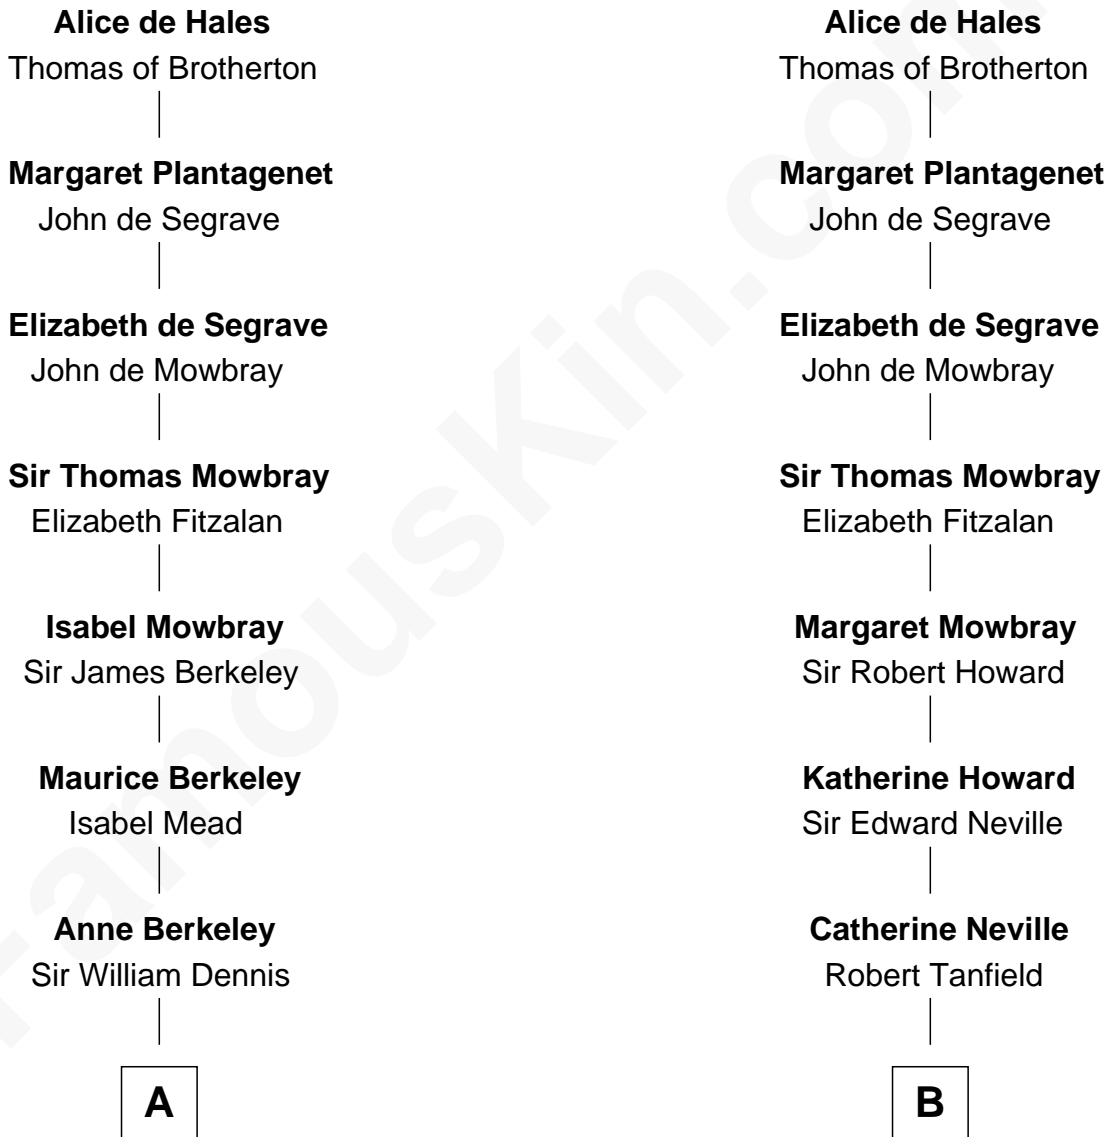 Alice de Hales
Thomas of Brotherton
Margaret Plantagenet
John de Segrave
Elizabeth de Segrave
John de Mowbray
Sir Thomas Mowbray
Elizabeth Fitzalan
Isabel Mowbray
Sir James Berkeley
Maurice Berkeley
Isabel Mead
Anne Berkeley
Sir William Dennis
A
Alice de Hales
Thomas of Brotherton
Margaret Plantagenet
John de Segrave
Elizabeth de Segrave
John de Mowbray
Sir Thomas Mowbray
Elizabeth Fitzalan
Margaret Mowbray
Sir Robert Howard
Katherine Howard
Sir Edward Neville
Catherine Neville
Robert Tanfield
B
FamousKin.com